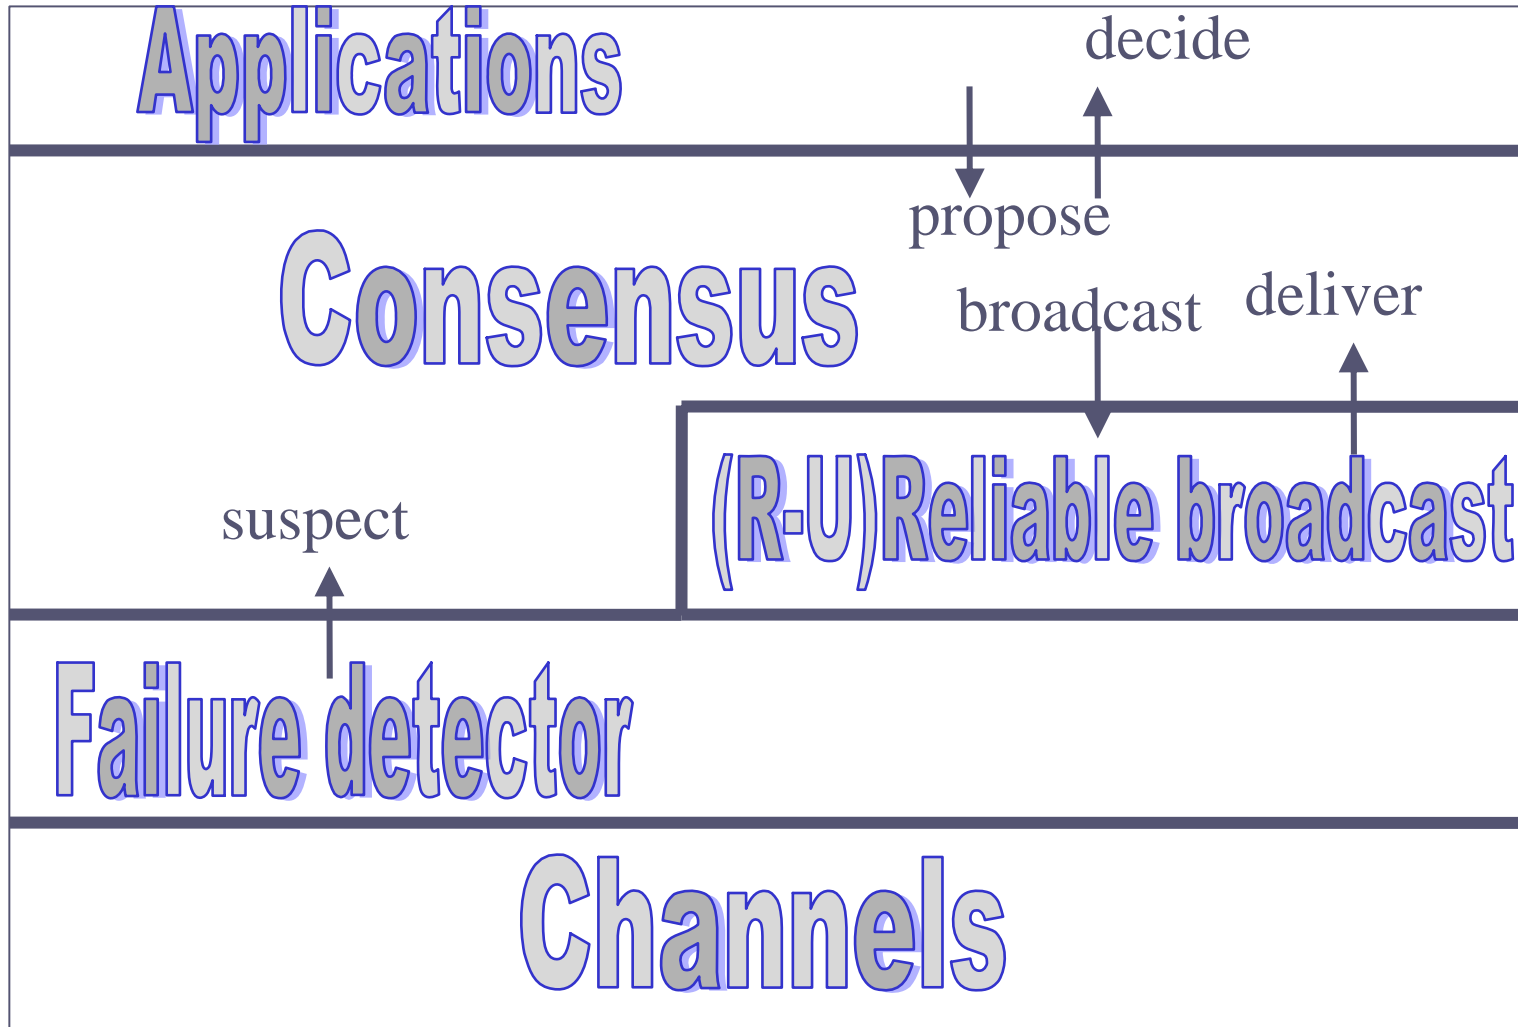 Applications
decide
propose
Consensus
broadcast
deliver
(R-U)Reliable broadcast
suspect
Failure detector
Channels